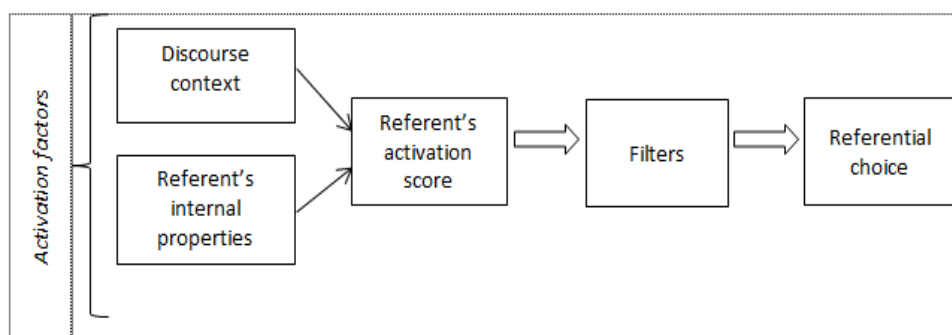 Activation factors
Discourse
context
Referent's
internal
properties
Referent's
activation
score
Filters
Referential
choice